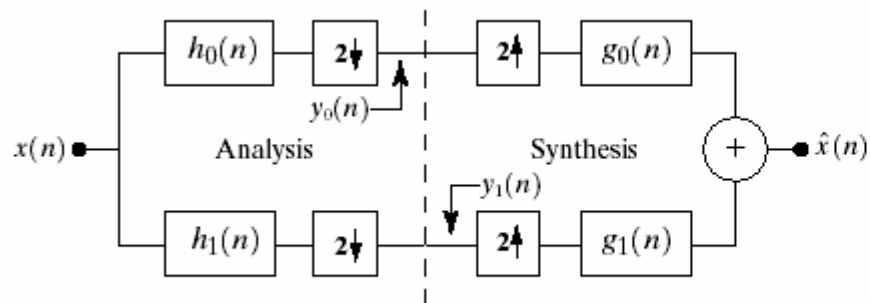 h₀(n)
2↓
2↑
g₀(n)
y₀(n)
x(n)
Analysis
Synthesis
+
x̂(n)
y₁(n)
h₁(n)
2↓
2↑
g₁(n)